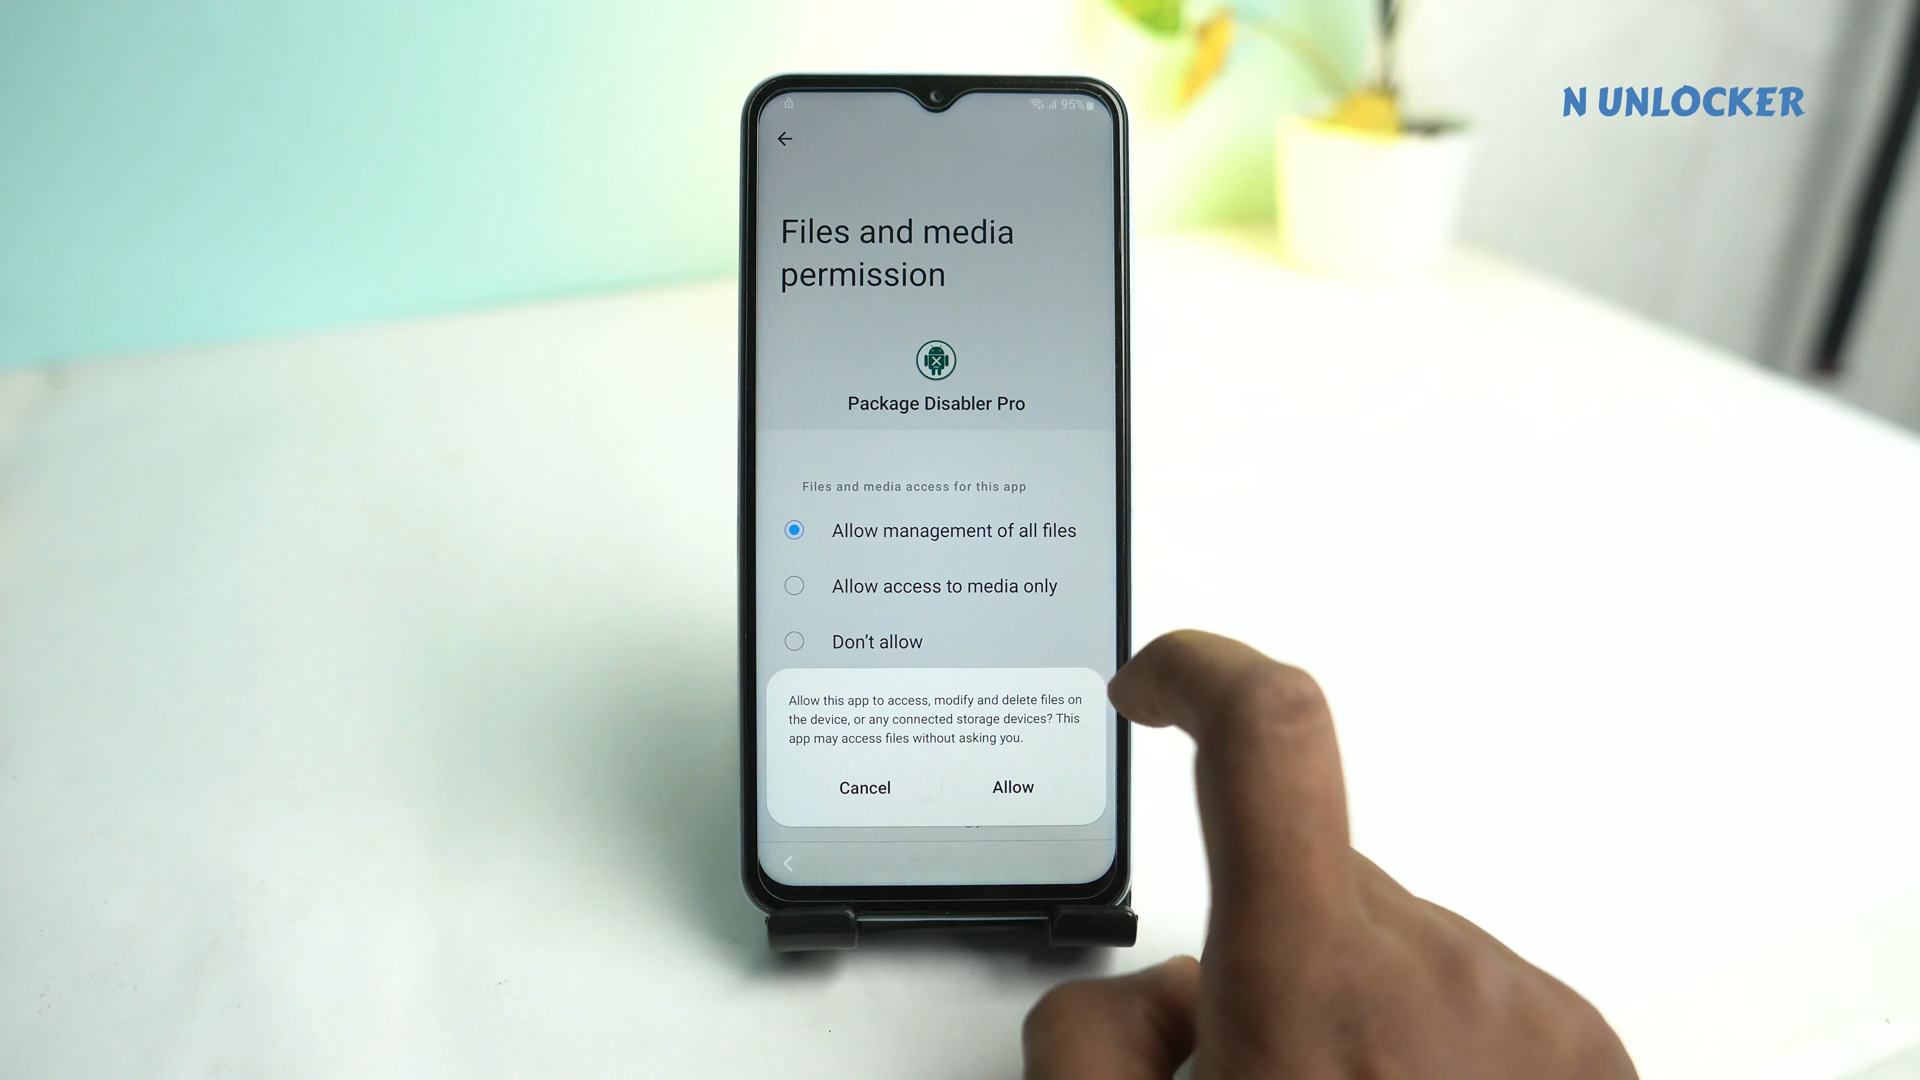 N UNLOCKER
95%
Files and media
permission
Package Disabler Pro
Files and media access for this app
Allow management of all files
Allow access to media only
Don’t allow
Allow this app to access, modify and delete files on
the device, or any connected storage devices? This
app may access files without asking you.
Cancel
Allow